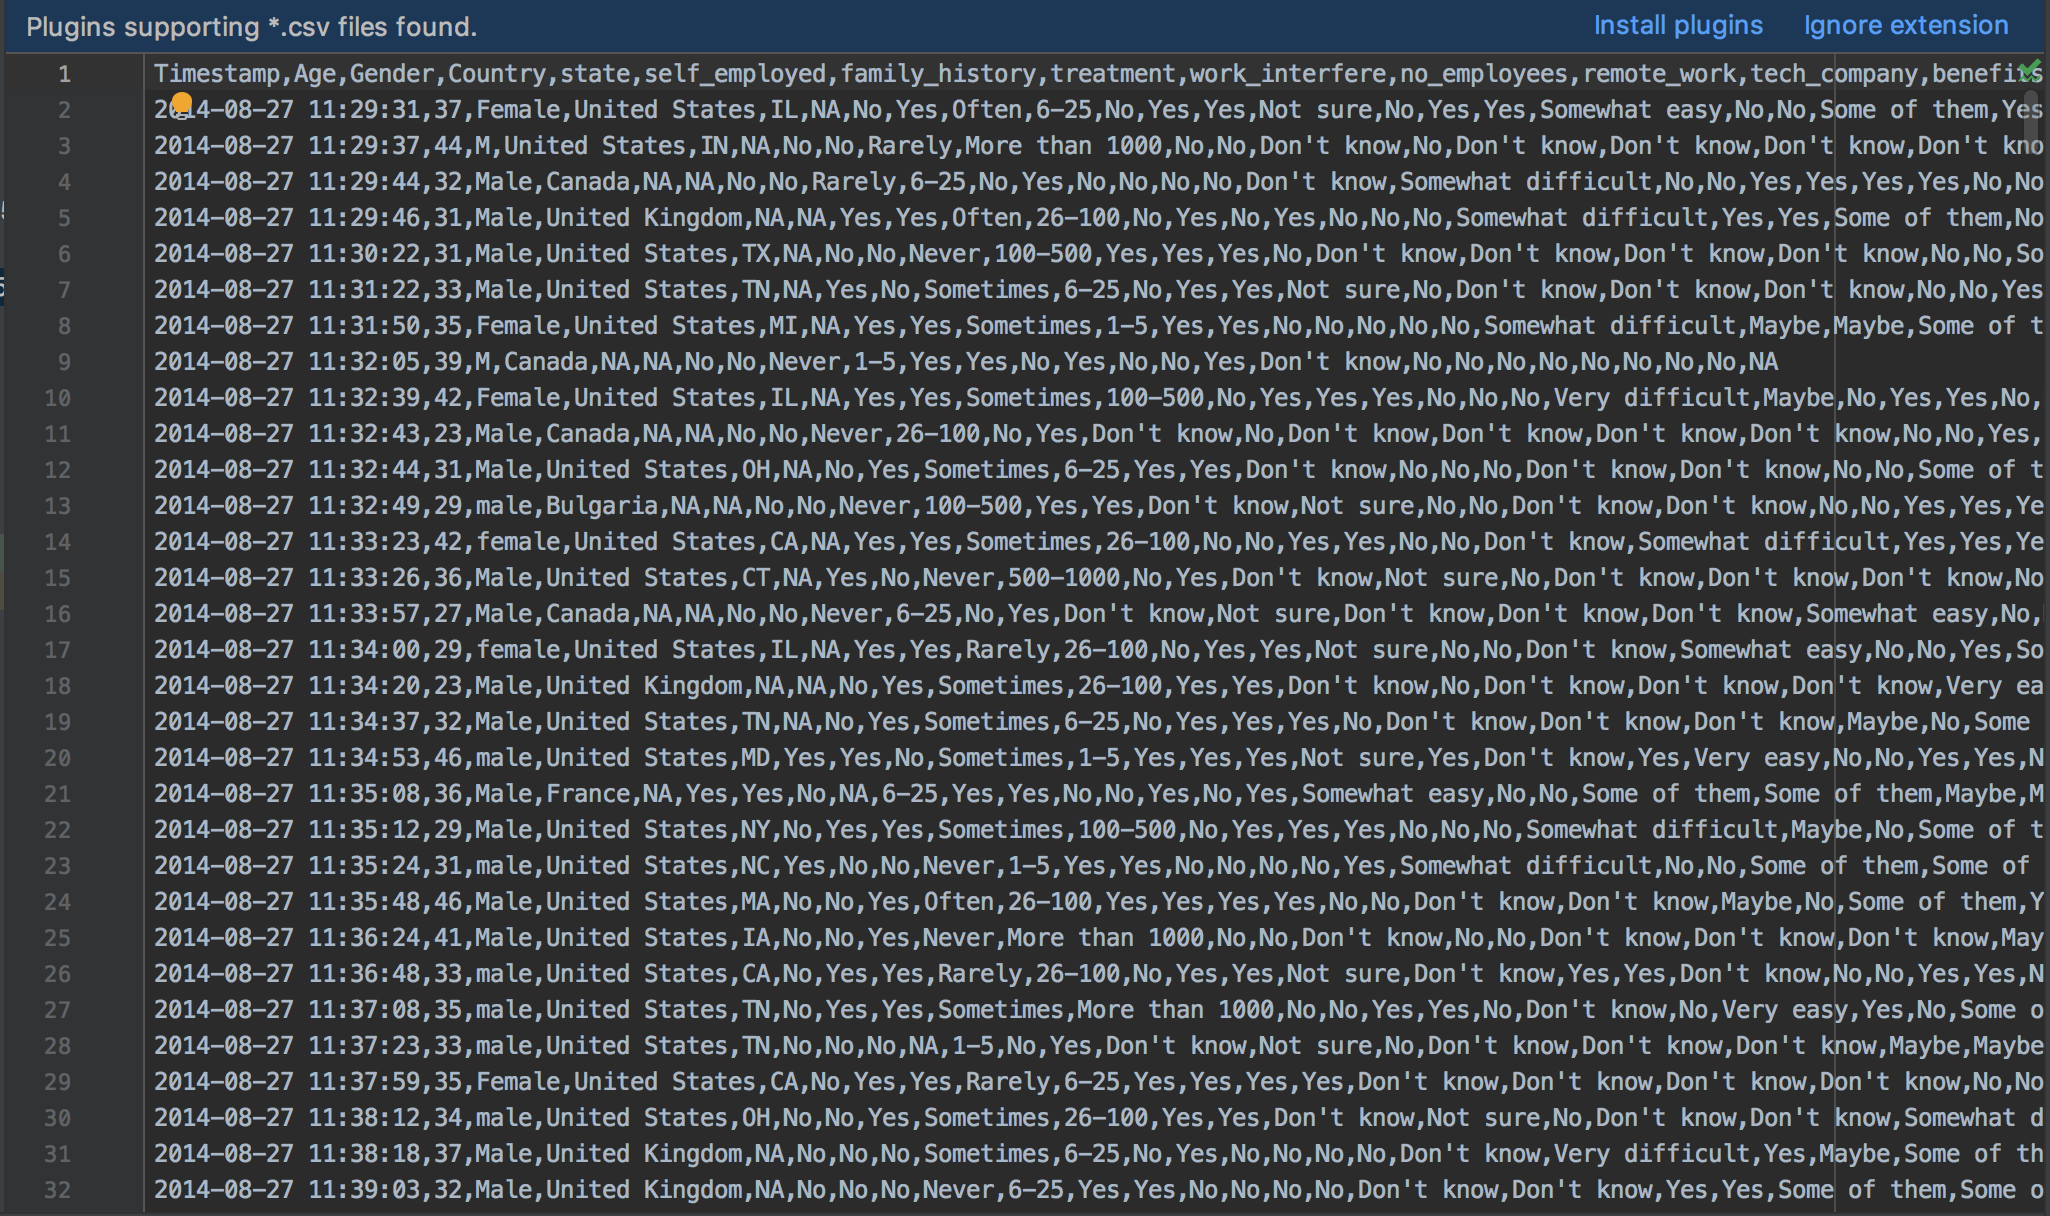 Plugins supporting *.csv files found. Install plugins Ignore extension
1 Timestamp,Age,Gender,Country,state,self_employed,family_history,treatment,work_interfere,no_employees,remote_work,tech_company,benefits
2 2014-08-27 11:29:31,37,Female,United States,IL,NA,No,Yes,Often,6-25,No,Yes,Yes,Not sure,No,Yes,Yes,Somewhat easy,No,No,Some of them,Yes
3 2014-08-27 11:29:37,44,M,United States,IN,NA,No,No,Rarely,More than 1000,No,No,Don't know,No,Don't know,Don't know,Don't know,Don't kno
4 2014-08-27 11:29:44,32,Male,Canada,NA,NA,No,No,Rarely,6-25,No,Yes,No,No,No,No,Don't know,Somewhat difficult,No,No,Yes,Yes,Yes,Yes,No,No
5 2014-08-27 11:29:46,31,Male,United Kingdom,NA,NA,Yes,Yes,Often,26-100,No,Yes,No,Yes,No,No,No,Somewhat difficult,Yes,Yes,Some of them,No
6 2014-08-27 11:30:22,31,Male,United States,TX,NA,No,No,Never,100-500,Yes,Yes,Yes,No,Don't know,Don't know,Don't know,Don't know,No,No,So
7 2014-08-27 11:31:22,33,Male,United States,TN,NA,Yes,No,Sometimes,6-25,No,Yes,Yes,Not sure,No,Don't know,Don't know,Don't know,No,No,Yes
8 2014-08-27 11:31:50,35,Female,United States,MI,NA,Yes,Yes,Sometimes,1-5,Yes,Yes,No,No,No,No,No,Somewhat difficult,Maybe,Maybe,Some of t
9 2014-08-27 11:32:05,39,M,Canada,NA,NA,No,No,Never,1-5,Yes,Yes,No,Yes,No,No,Yes,Don't know,No,No,No,No,No,No,No,No,NA
10 2014-08-27 11:32:39,42,Female,United States,IL,NA,Yes,Yes,Sometimes,100-500,No,Yes,Yes,Yes,No,No,No,Very difficult,Maybe,No,Yes,Yes,No,
11 2014-08-27 11:32:43,23,Male,Canada,NA,NA,No,No,Never,26-100,No,Yes,Don't know,No,Don't know,Don't know,Don't know,Don't know,No,No,Yes,
12 2014-08-27 11:32:44,31,Male,United States,OH,NA,No,Yes,Sometimes,6-25,Yes,Yes,Don't know,No,No,No,Don't know,Don't know,No,No,Some of t
13 2014-08-27 11:32:49,29,male,Bulgaria,NA,NA,No,No,Never,100-500,Yes,Yes,Don't know,Not sure,No,No,Don't know,Don't know,No,No,Yes,Yes,Ye
14 2014-08-27 11:33:23,42,female,United States,CA,NA,Yes,Yes,Sometimes,26-100,No,No,Yes,Yes,No,No,Don't know,Somewhat difficult,Yes,Yes,Ye
15 2014-08-27 11:33:26,36,Male,United States,CT,NA,Yes,No,Never,500-1000,No,Yes,Don't know,Not sure,No,Don't know,Don't know,Don't know,No
16 2014-08-27 11:33:57,27,Male,Canada,NA,NA,No,No,Never,6-25,No,Yes,Don't know,Not sure,Don't know,Don't know,Don't know,Somewhat easy,No,
17 2014-08-27 11:34:00,29,female,United States,IL,NA,Yes,Yes,Rarely,26-100,No,Yes,Yes,Not sure,No,No,Don't know,Somewhat easy,No,No,Yes,So
18 2014-08-27 11:34:20,23,Male,United Kingdom,NA,NA,No,Yes,Sometimes,26-100,Yes,Yes,Don't know,No,Don't know,Don't know,Don't know,Very ea
19 2014-08-27 11:34:37,32,Male,United States,TN,NA,No,Yes,Sometimes,6-25,No,Yes,Yes,Yes,No,Don't know,Don't know,Don't know,Maybe,No,Some
20 2014-08-27 11:34:53,46,male,United States,MD,Yes,Yes,No,Sometimes,1-5,Yes,Yes,Yes,Not sure,Yes,Don't know,Yes,Very easy,No,No,Yes,Yes,N
21 2014-08-27 11:35:08,36,Male,France,NA,Yes,Yes,No,NA,6-25,Yes,Yes,No,No,Yes,No,Yes,Somewhat easy,No,No,Some of them,Some of them,Maybe,M
22 2014-08-27 11:35:12,29,Male,United States,NY,No,Yes,Yes,Sometimes,100-500,No,Yes,Yes,Yes,No,No,No,Somewhat difficult,Maybe,No,Some of t
23 2014-08-27 11:35:24,31,male,United States,NC,Yes,No,No,Never,1-5,Yes,Yes,No,No,No,No,Yes,Somewhat difficult,No,No,Some of them,Some of
24 2014-08-27 11:35:48,46,Male,United States,MA,No,No,Yes,Often,26-100,Yes,Yes,Yes,Yes,No,No,Don't know,Don't know,Maybe,No,Some of them,Y
25 2014-08-27 11:36:24,41,Male,United States,IA,No,No,Yes,Never,More than 1000,No,No,Don't know,No,No,Don't know,Don't know,Don't know,May
26 2014-08-27 11:36:48,33,male,United States,CA,No,Yes,Yes,Rarely,26-100,No,Yes,Yes,Not sure,Don't know,Yes,Yes,Don't know,No,No,Yes,Yes,N
27 2014-08-27 11:37:08,35,male,United States,TN,No,Yes,Yes,Sometimes,More than 1000,No,No,Yes,Yes,No,Don't know,No,Very easy,Yes,No,Some o
28 2014-08-27 11:37:23,33,male,United States,TN,No,No,No,NA,1-5,No,Yes,Don't know,Not sure,No,Don't know,Don't know,Don't know,Maybe,Maybe
29 2014-08-27 11:37:59,35,Female,United States,CA,No,Yes,Yes,Rarely,6-25,Yes,Yes,Yes,Yes,Don't know,Don't know,Don't know,Don't know,No,No
30 2014-08-27 11:38:12,34,male,United States,OH,No,No,Yes,Sometimes,26-100,Yes,Yes,Don't know,Not sure,No,Don't know,Don't know,Somewhat d
31 2014-08-27 11:38:18,37,Male,United Kingdom,NA,No,No,No,Sometimes,6-25,No,Yes,No,No,No,No,Don't know,Very difficult,Yes,Maybe,Some of th
32 2014-08-27 11:39:03,32,Male,United Kingdom,NA,No,No,No,Never,6-25,Yes,Yes,No,No,No,No,Don't know,Don't know,Yes,Yes,Some of them,Some o